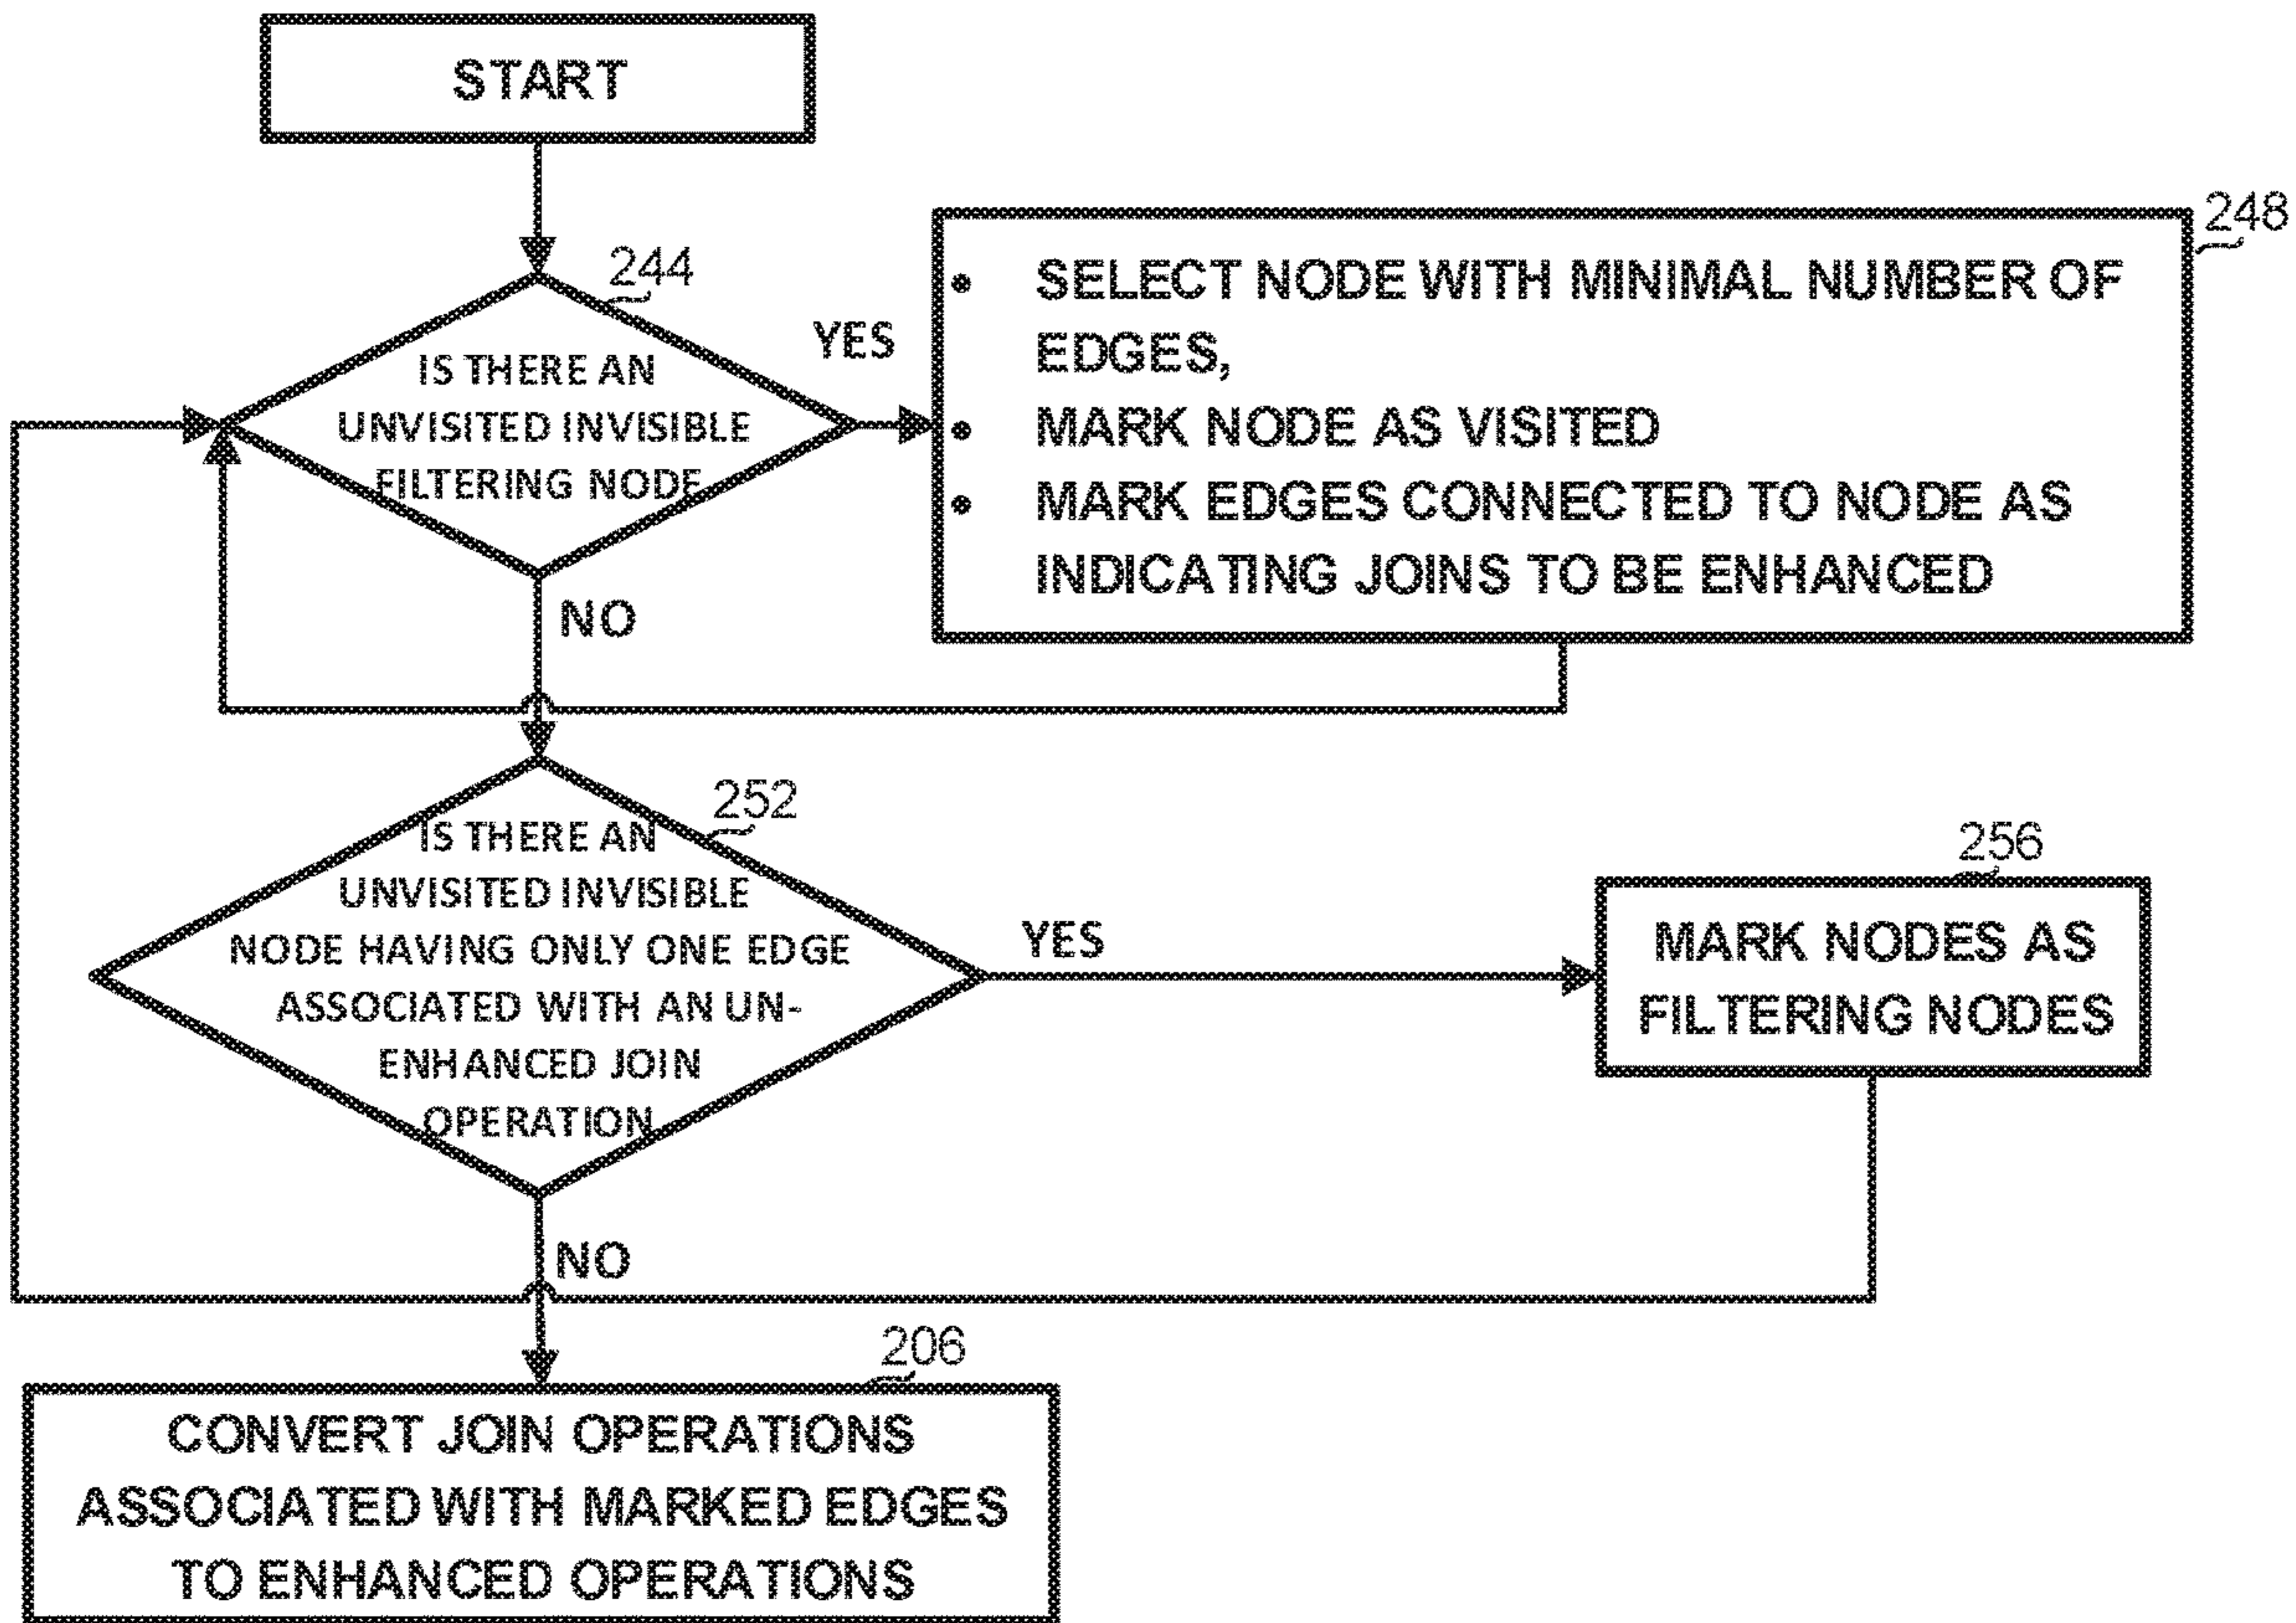 START
244
248
YES
IS THERE AN
UNVISITED INVISIBLE
FILTERING NODE
• SELECT NODE WITH MINIMAL NUMBER OF
EDGES,
• MARK NODE AS VISITED
• MARK EDGES CONNECTED TO NODE AS
INDICATING JOINS TO BE ENHANCED
NO
252
IS THERE AN
UNVISITED INVISIBLE
NODE HAVING ONLY ONE EDGE
ASSOCIATED WITH AN UN-
ENHANCED JOIN
OPERATION
YES
256
MARK NODES AS
FILTERING NODES
NO
206
CONVERT JOIN OPERATIONS
ASSOCIATED WITH MARKED EDGES
TO ENHANCED OPERATIONS